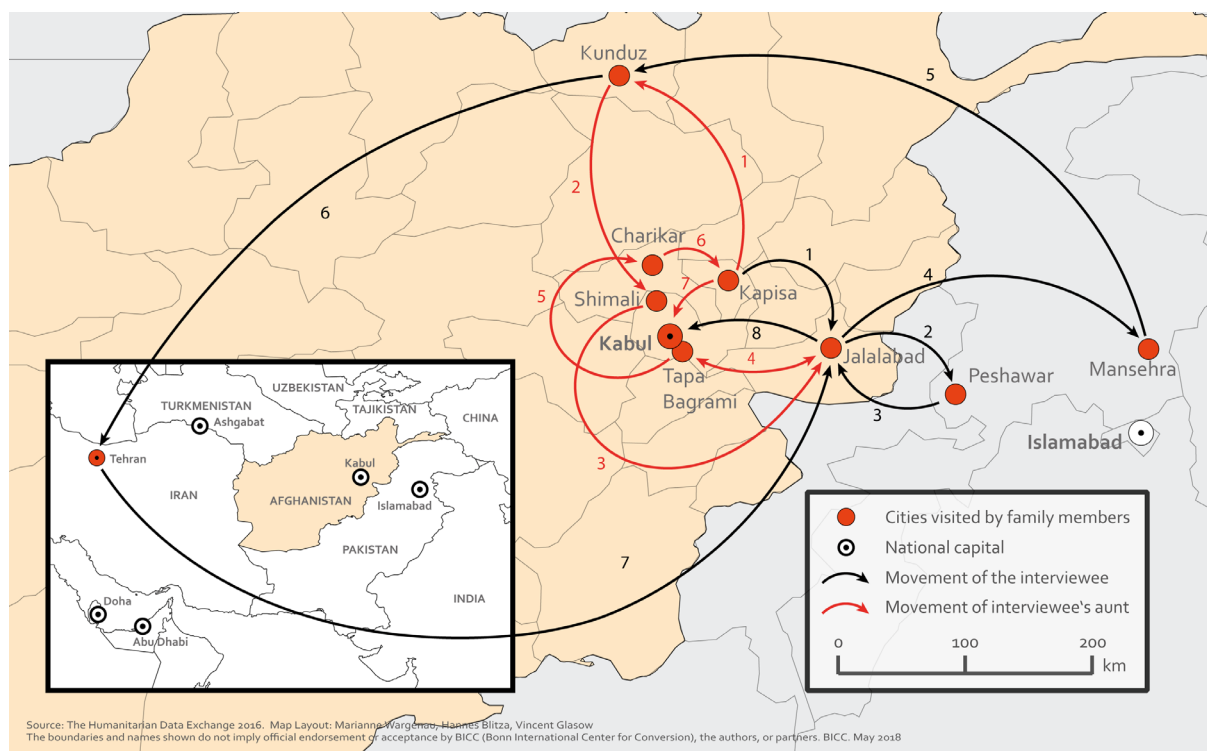 Kunduz
5
1
2
6
Charikar
6
1
4
Shimali
7
Kapisa
5
Kabul
8
2
Jalalabad
4
Tapa
Bagrami
Peshawar
Mansehra
3
3
Islamabad
7
UZBEKISTAN
TURKMENISTAN
TAJIKISTAN
CHINA
Ashgabat
Tehran
Kabul
IRAN
AFGHANISTAN
Islamabad
PAKISTAN
INDIA
Doha
Abu Dhabi
Cities visited by family members
National capital
Movement of the interviewee
Movement of interviewee's aunt
0 100 200
km
Source: The Humanitarian Data Exchange 2016. Map Layout: Marianne Wargenau, Hannes Blitza, Vincent Glasow
The boundaries and names shown do not imply official endorsement or acceptance by BICC (Bonn International Center for Conversion), the authors, or partners. BICC. May 2018